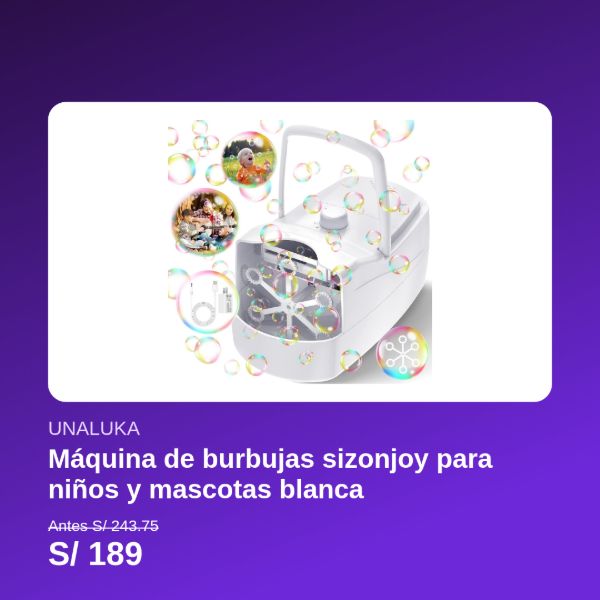 UNALUKA
Máquina de burbujas sizonjoy para
niños y mascotas blanca
Antes S/ 243.75
S/ 189